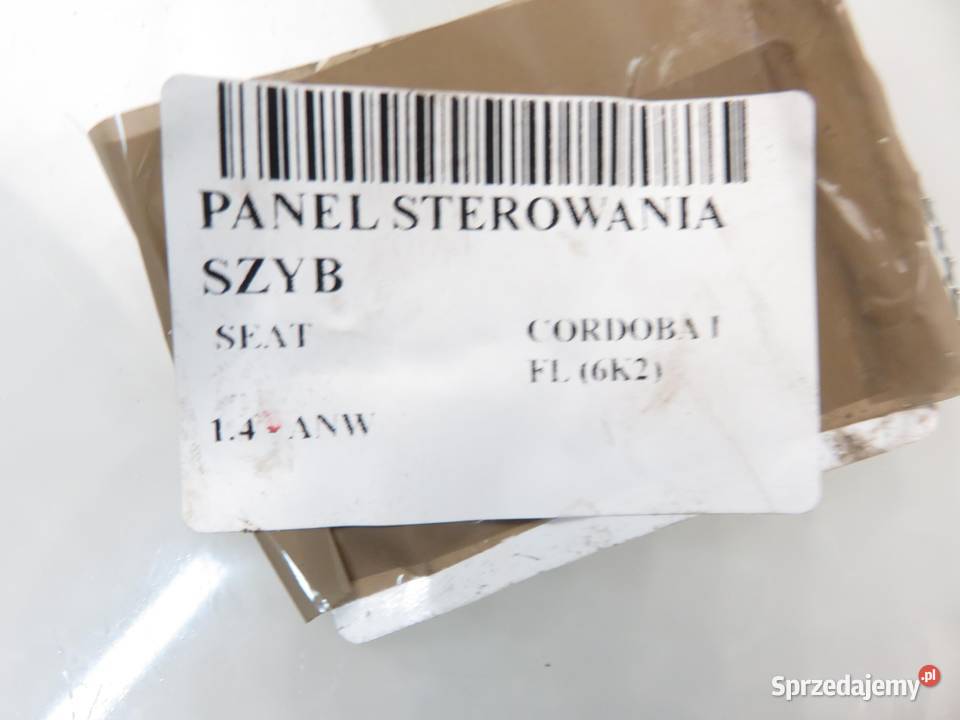 PANEL STEROWANIA
SZYB
SEAT CORDOBA I
FL (6K2)
1.4 - ANW
Sprzedajemy.pl